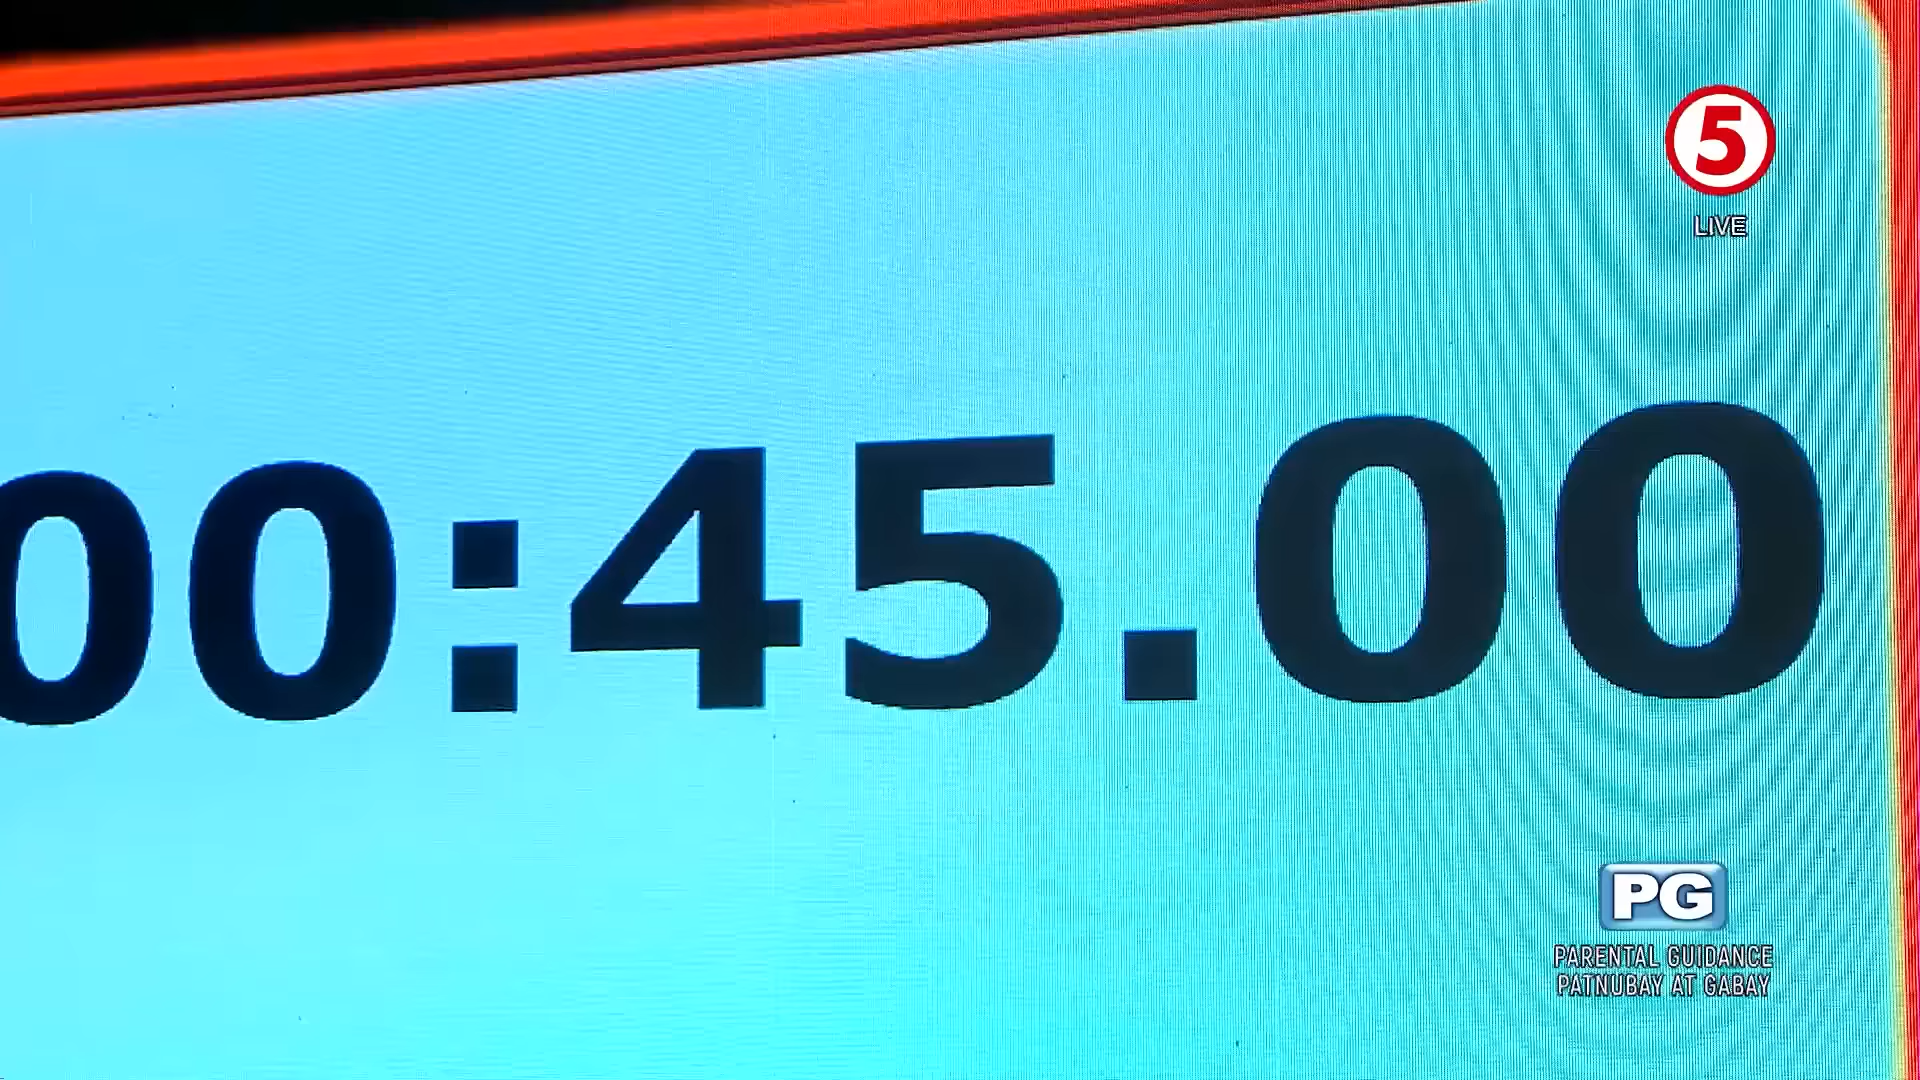 5
LIVE
00:45.00
PG
PARENTAL GUIDANCE
PATNUBAY AT GABAY